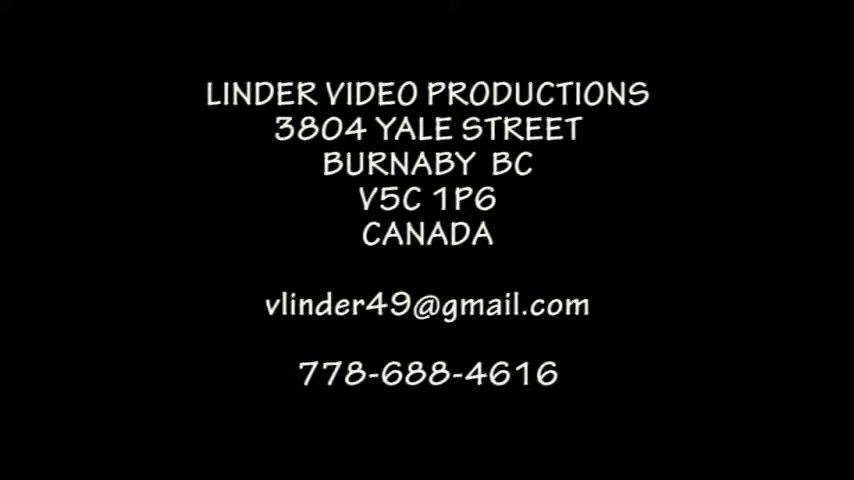 LINDER VIDEO PRODUCTIONS
3804 YALE STREET
BURNABY BC
V5C 1P6
CANADA
vlinder49@gmail.com
778-688-4616